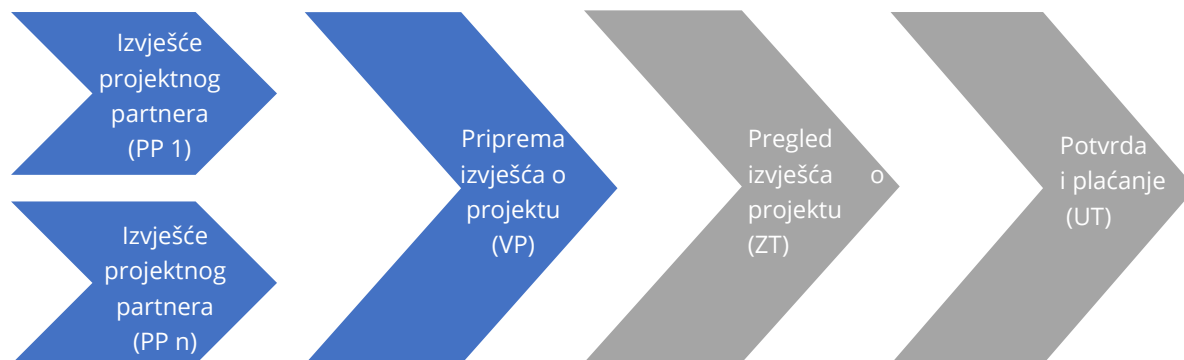 Izvješće
projektnog
partnera
(PP 1)
Izvješće
projektnog
partnera
(PP n)
Priprema
izvješća o
projektu
(VP)
Pregled
izvješća o
projektu
(ZT)
Potvrda
i plaćanje
(UT)